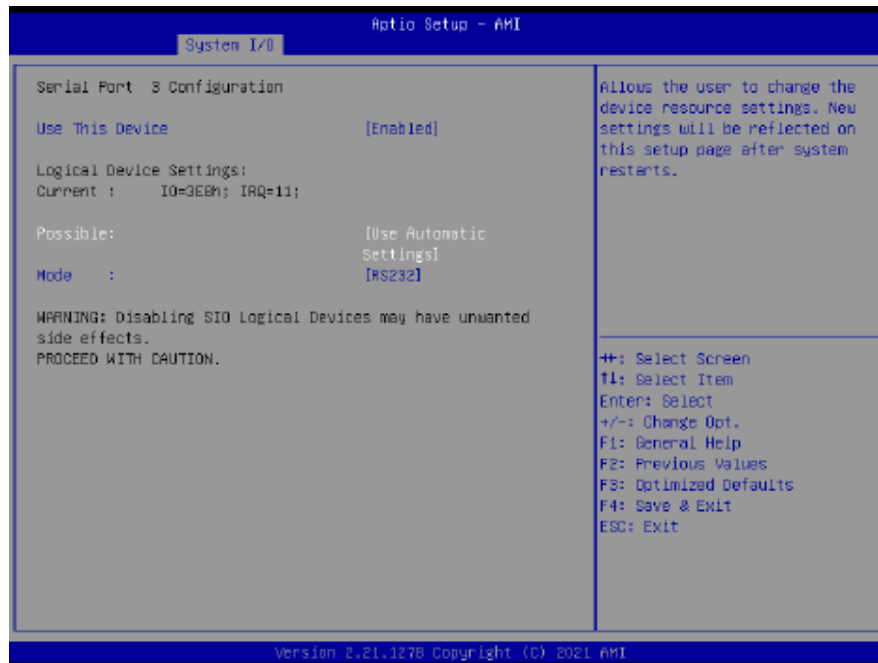 Aptio Setup - AMI
System I/O
Serial Port 3 Configuration
Use This Device [Enabled]
Logical Device Settings:
Current : IO=3E8h; IRQ=11;
Possible: [Use Automatic
Settings]
Mode : [RS232]
WARNING: Disabling SIO Logical Devices may have unwanted
side effects.
PROCEED WITH CAUTION.
Allows the user to change the
device resource settings. New
settings will be reflected on
this setup page after system
restarts.
→←: Select Screen
↑↓: Select Item
Enter: Select
+/-: Change Opt.
F1: General Help
F2: Previous Values
F3: Optimized Defaults
F4: Save & Exit
ESC: Exit
Version 2.21.1278 Copyright (C) 2021 AMI